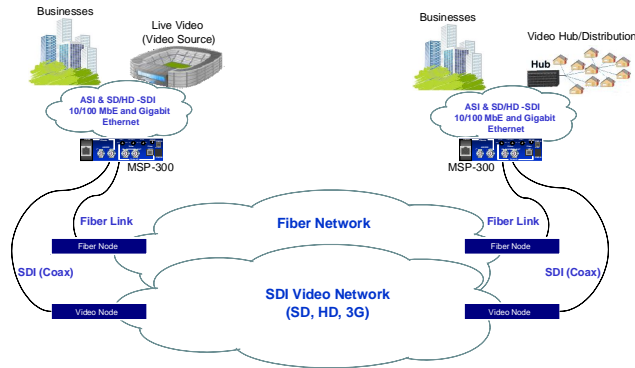 Businesses
Live Video
(Video Source)
ASI & SD/HD -SDI
10/100 MbE and Gigabit
Ethernet
MSP-300
Businesses
Video Hub/Distribution
Hub
ASI & SD/HD -SDI
10/100 MbE and Gigabit
Ethernet
MSP-300
Fiber Link
Fiber Network
Fiber Link
Fiber Node
Fiber Node
SDI (Coax)
SDI (Coax)
SDI Video Network
(SD, HD, 3G)
Video Node
Video Node